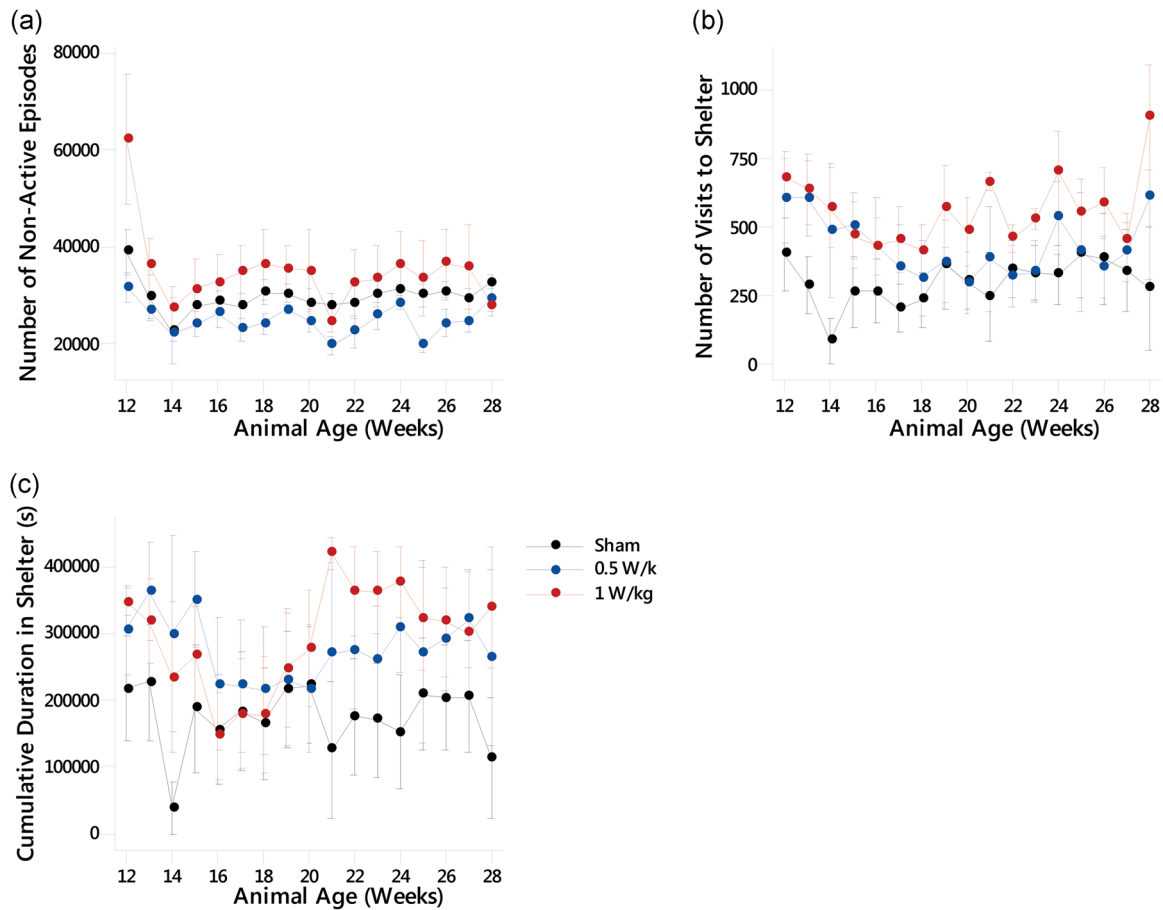 (a)
Number of Non-Active Episodes
80000
60000
40000
20000
12 14 16 18 20 22 24 26 28
Animal Age (Weeks)
(b)
Number of Visits to Shelter
1000
750
500
250
0
12 14 16 18 20 22 24 26 28
Animal Age (Weeks)
(c)
Cumulative Duration in Shelter (s)
400000
300000
200000
100000
0
12 14 16 18 20 22 24 26 28
Animal Age (Weeks)
Sham
0.5 W/k
1 W/kg